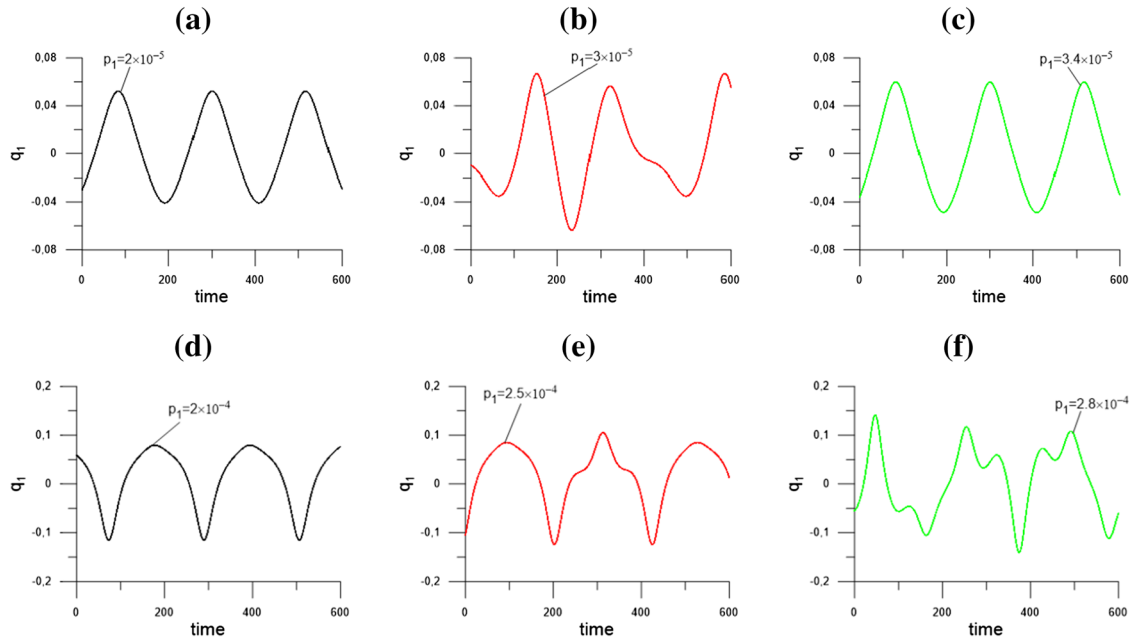 (a) (b) (c)
p1=2×10−5 p1=3×10−5 p1=3.4×10−5
0,08 0,08 0,08
0,04 0,04 0,04
q1 0 q1 0 q1 0
-0,04 -0,04 -0,04
-0,08 -0,08 -0,08
0 200 400 600 0 200 400 600 0 200 400 600
time time time
(d) (e) (f)
0,2 0,2 0,2
p1=2×10−4 p1=2.5×10−4 p1=2.8×10−4
0,1 0,1 0,1
q1 0 q1 0 q1 0
-0,1 -0,1 -0,1
-0,2 -0,2 -0,2
0 200 400 600 0 200 400 600 0 200 400 600
time time time